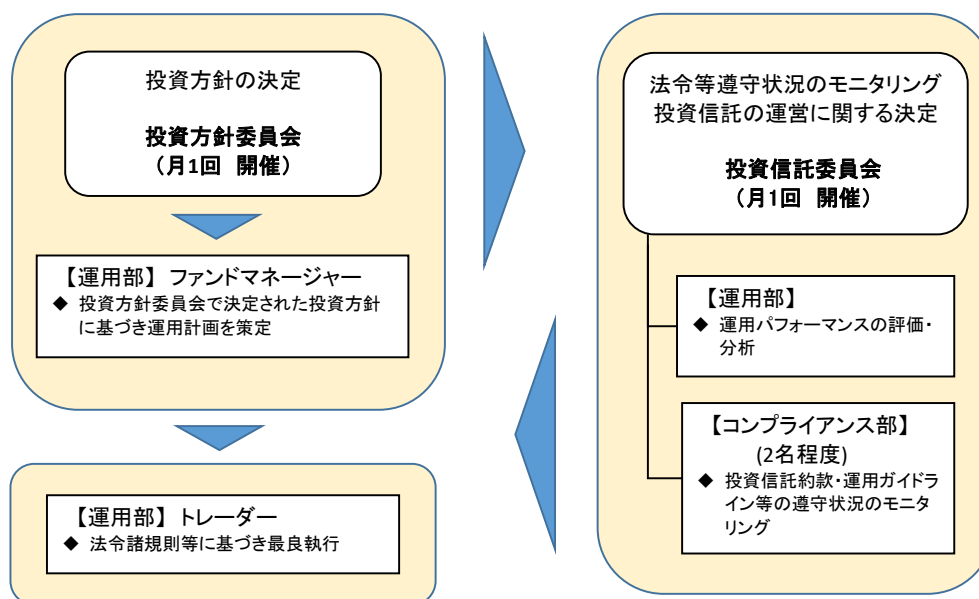 投資方針の決定
投資方針委員会
（月1回　開催）
【運用部】 ファンドマネージャー
◆ 投資方針委員会で決定された投資方針
に基づき運用計画を策定
【運用部】 トレーダー
◆ 法令諸規則等に基づき最良執行
法令等遵守状況のモニタリング
投資信託の運営に関する決定
投資信託委員会
（月1回　開催）
【運用部】
◆ 運用パフォーマンスの評価・
分析
【コンプライアンス部】
(2名程度)
◆ 投資信託約款・運用ガイドラ
イン等の遵守状況のモニタ
リング